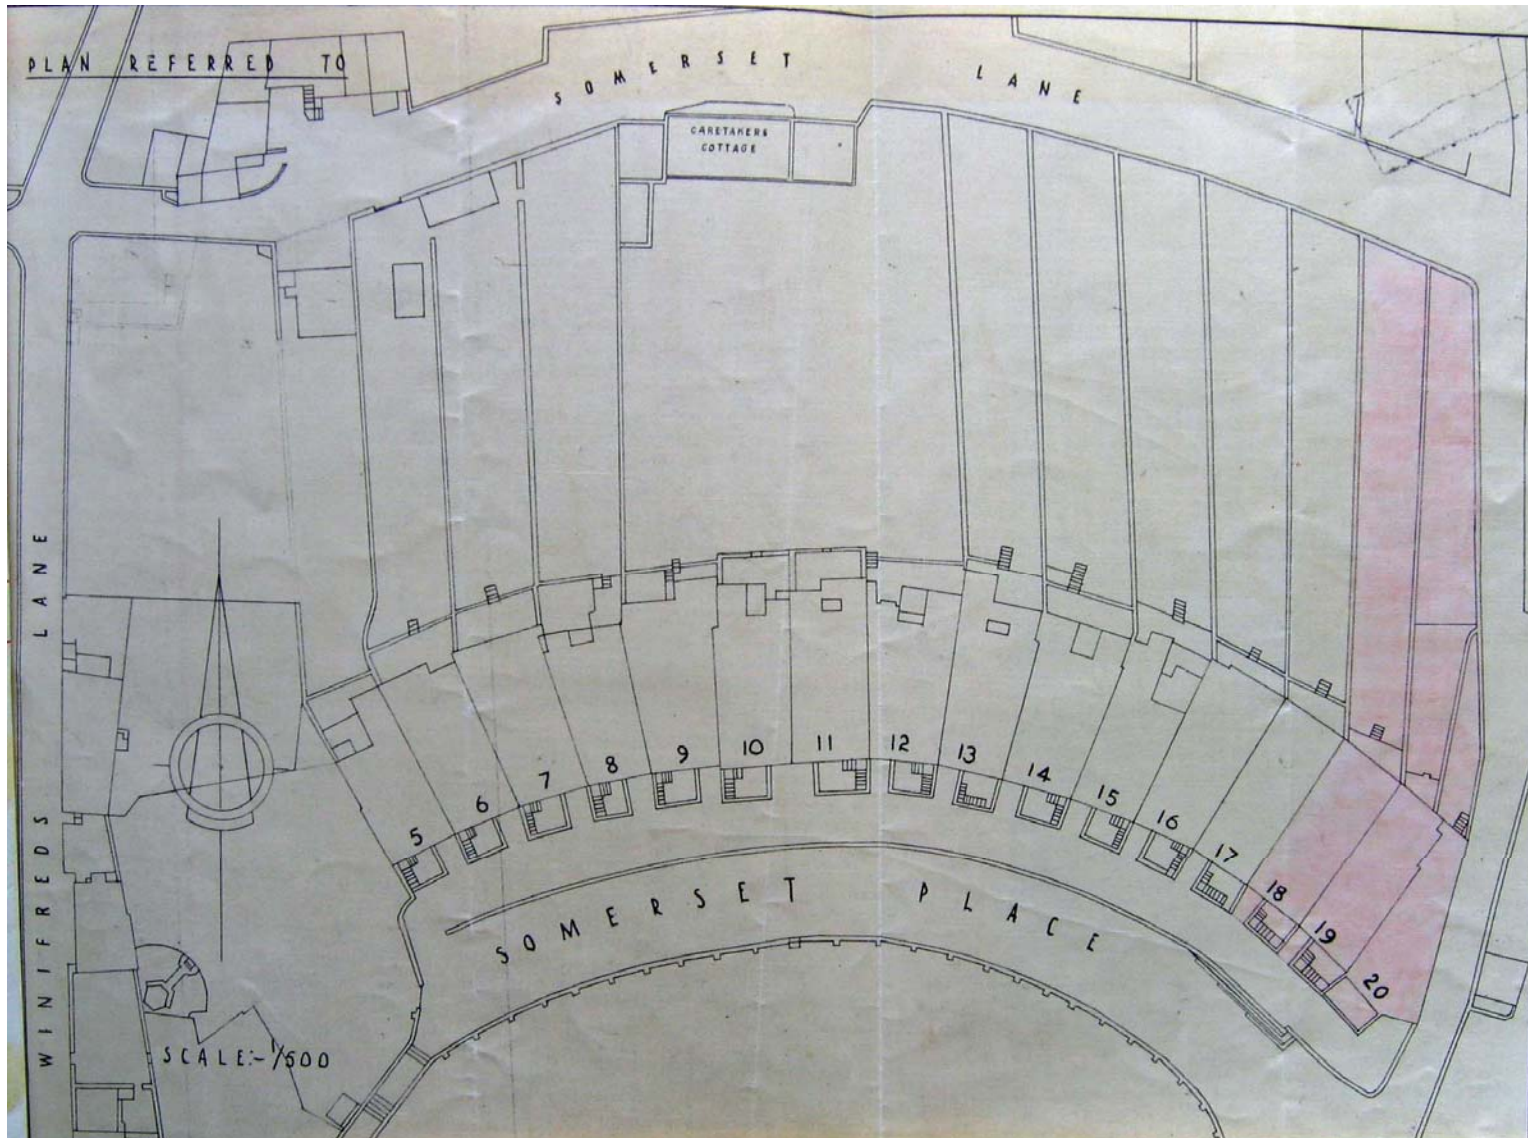 PLAN REFERRED TO
SOMERSET LANE
CARETAKERS
COTTAGE
WINIFREDS LANE
5
6
7
8
9
10
11
12
13
14
15
16
17
18
19
20
SOMERSET PLACE
SCALE:- 1/500